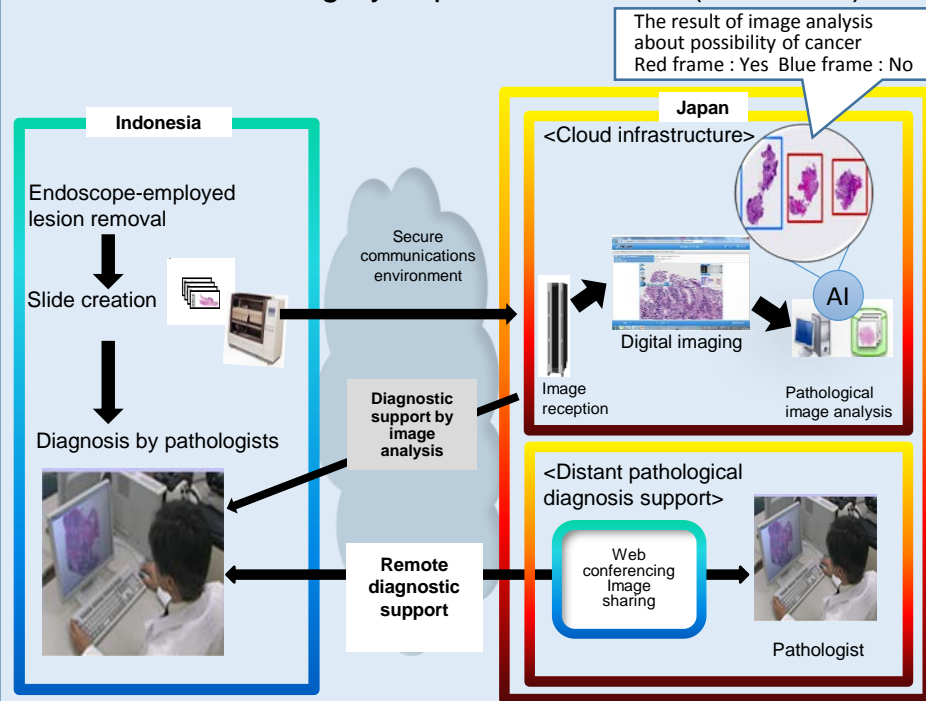 The result of image analysis
about possibility of cancer
Red frame : Yes  Blue frame : No
Indonesia
Japan
<Cloud infrastructure>
Endoscope-employed
lesion removal
Slide creation
Diagnosis by pathologists
Secure
communications
environment
AI
Digital imaging
Image
reception
Pathological
image analysis
Diagnostic
support by
image
analysis
<Distant pathological
diagnosis support>
Web
conferencing
Image
sharing
Remote
diagnostic
support
Pathologist